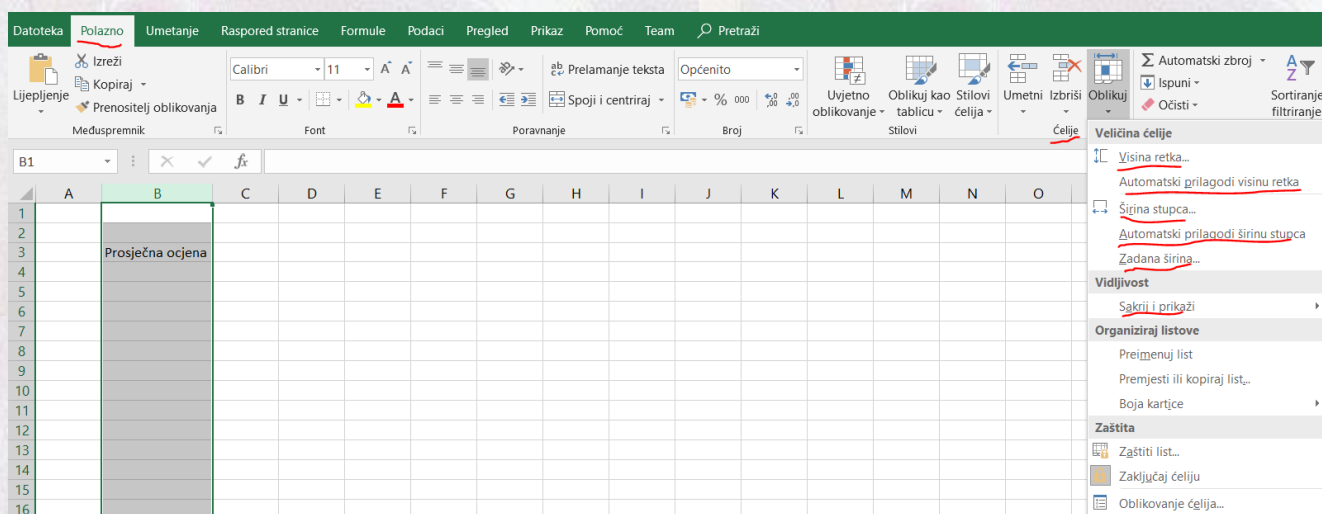 Datoteka Polazno Umetanje Raspored stranice Formule Podaci Pregled Prikaz Pomoć Team Pretraži
Lijepljenje
Izreži
Kopiraj
Prenositelj oblikovanja
Međuspremnik
Calibri 11 A A
B I U A
Font
ab Prelamanje teksta
Spoji i centriraj
Poravnanje
Općenito
% 000 ,00 ,00
Broj
Uvjetno oblikovanje
Oblikuj kao tablicu
Stilovi ćelija
Stilovi
Umetni Izbriši Oblikuj
Ćelije
Automatski zbroj
Ispuni
Očisti
Sortiranje
filtriranje
B1 fx
A B C D E F G H I J K L M N O
1
2
3 Prosječna ocjena
4
5
6
7
8
9
10
11
12
13
14
15
16
Veličina ćelije
Visina retka...
Automatski prilagodi visinu retka
Širina stupca...
Automatski prilagodi širinu stupca
Zadana širina...
Vidljivost
Sakrij i prikaži
Organiziraj listove
Preimenuj list
Premjesti ili kopiraj list...
Boja kartice
Zaštita
Zaštiti list...
Zaključaj ćeliju
Oblikovanje ćelija...